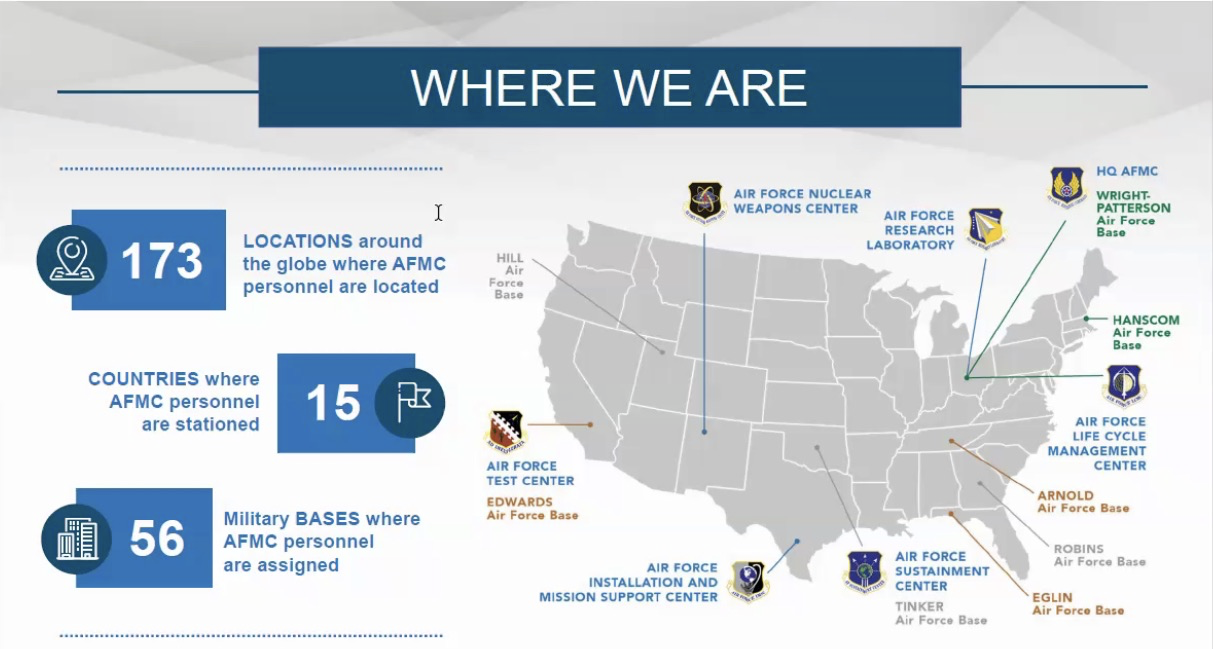 WHERE WE ARE
173
LOCATIONS around
the globe where AFMC
personnel are located
COUNTRIES where
AFMC personnel
are stationed
15
56
Military BASES where
AFMC personnel
are assigned
AIR FORCE NUCLEAR
WEAPONS CENTER
AIR FORCE
RESEARCH
LABORATORY
HQ AFMC
WRIGHT-
PATTERSON
Air Force
Base
HILL
Air
Force
Base
HANSCOM
Air Force
Base
AIR FORCE
LIFE CYCLE
MANAGEMENT
CENTER
AIR FORCE
TEST CENTER
EDWARDS
Air Force Base
ARNOLD
Air Force Base
ROBINS
Air Force Base
EGLIN
Air Force Base
AIR FORCE
INSTALLATION AND
MISSION SUPPORT CENTER
AIR FORCE
SUSTAINMENT
CENTER
TINKER
Air Force Base